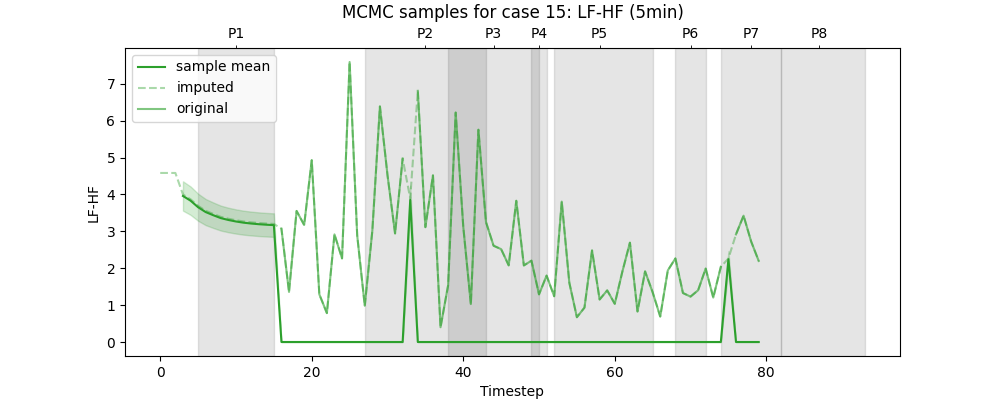 MCMC samples for case 15: LF-HF (5min)
P1 P2 P3 P4 P5 P6 P7 P8
sample mean
imputed
original
LF-HF
7
6
5
4
3
2
1
0
0 20 40 60 80
Timestep